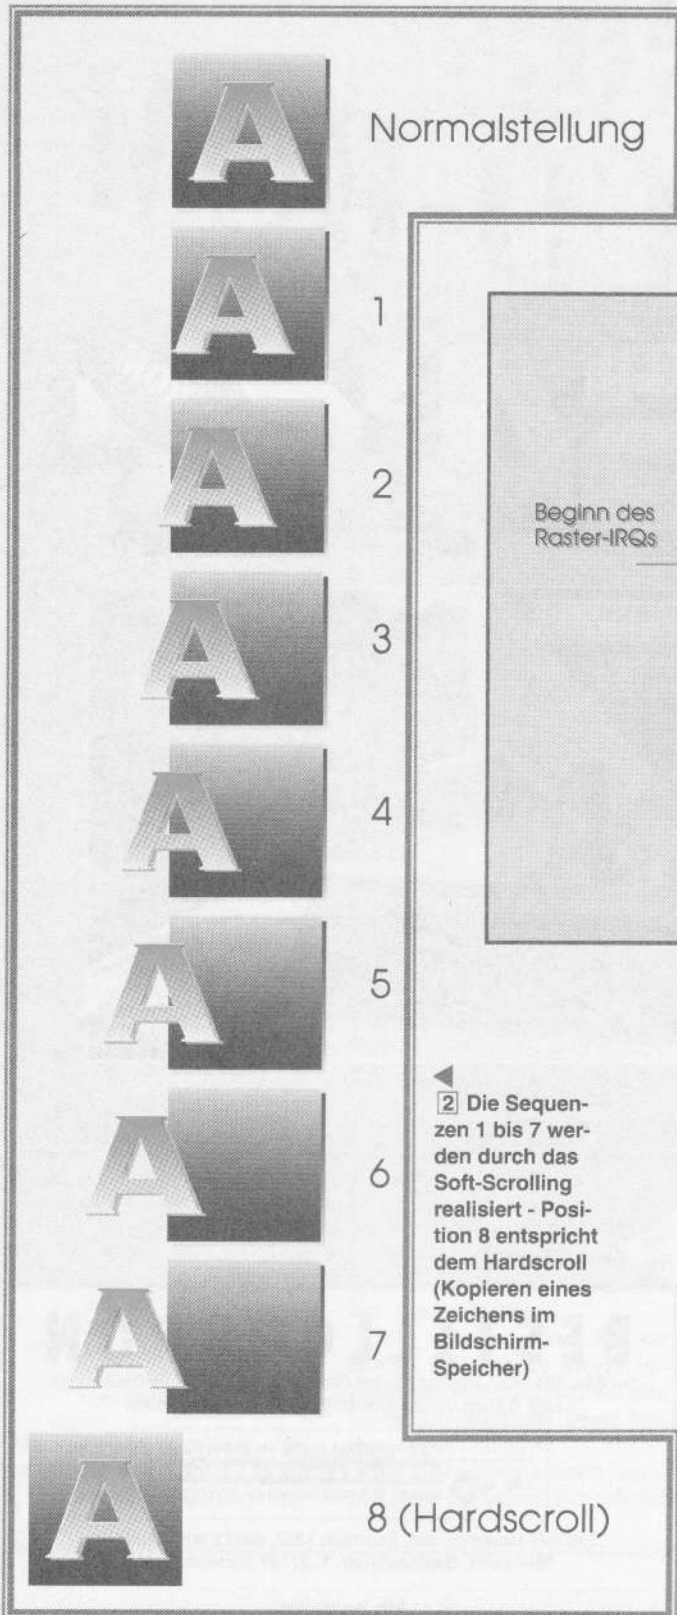 A
Normalstellung
A
1
A
2
Beginn des
Raster-IRQs
A
3
A
4
A
5
2 Die Sequen-
zen 1 bis 7 wer-
den durch das
Soft-Scrolling
realisiert - Posi-
tion 8 entspricht
dem Hardscroll
(Kopieren eines
Zeichens im
Bildschirm-
Speicher)
A
6
A
7
A
8 (Hardscroll)